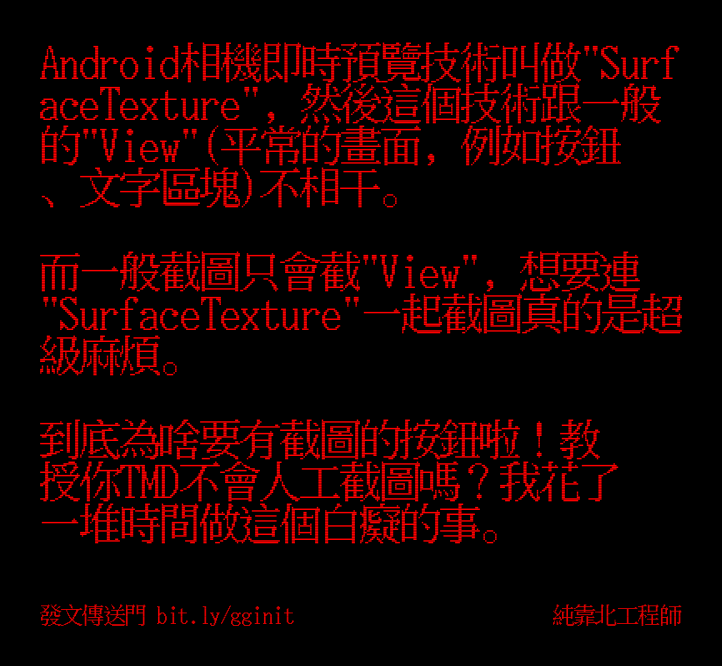 Android相機即時預覽技術叫做"Surf
aceTexture", 然後這個技術跟一般
的"View"(平常的畫面, 例如按鈕
、文字區塊)不相干。
而一般截圖只會截"View", 想要連
"SurfaceTexture"一起截圖真的是超
級麻煩。
到底為啥要有截圖的按鈕啦！教
授你TMD不會人工截圖嗎？我花了
一堆時間做這個白癡的事。
發文傳送門 bit.ly/gginit
純靠北工程師